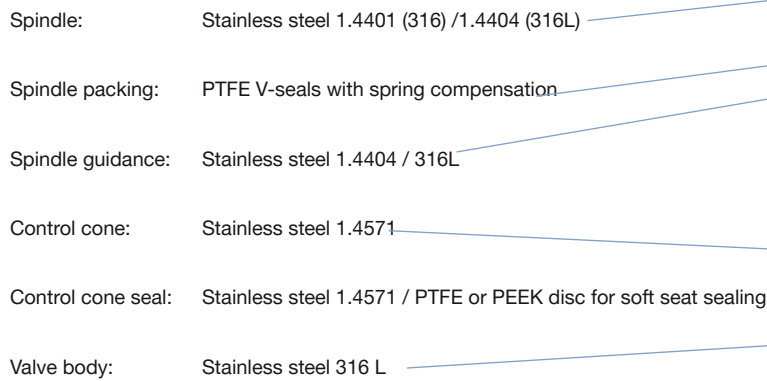 Spindle: Stainless steel 1.4401 (316) /1.4404 (316L)
Spindle packing: PTFE V-seals with spring compensation
Spindle guidance: Stainless steel 1.4404 / 316L
Control cone: Stainless steel 1.4571
Control cone seal: Stainless steel 1.4571 / PTFE or PEEK disc for soft seat sealing
Valve body: Stainless steel 316 L